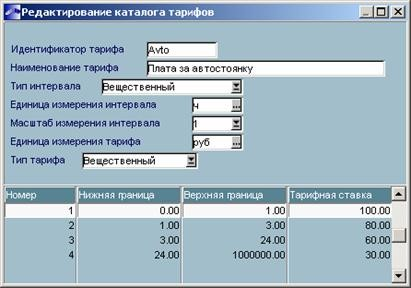 Редактирование каталога тарифов
Идентификатор тарифа Avto
Наименование тарифа Плата за автостоянку
Тип интервала Вещественный
Единица измерения интервала ч ...
Масштаб измерения интервала 1
Единица измерения тарифа руб ...
Тип тарифа Вещественный
Номер Нижняя граница Верхняя граница Тарифная ставка
1 0.00 1.00 100.00
2 1.00 3.00 80.00
3 3.00 24.00 60.00
4 24.00 1000000.00 30.00